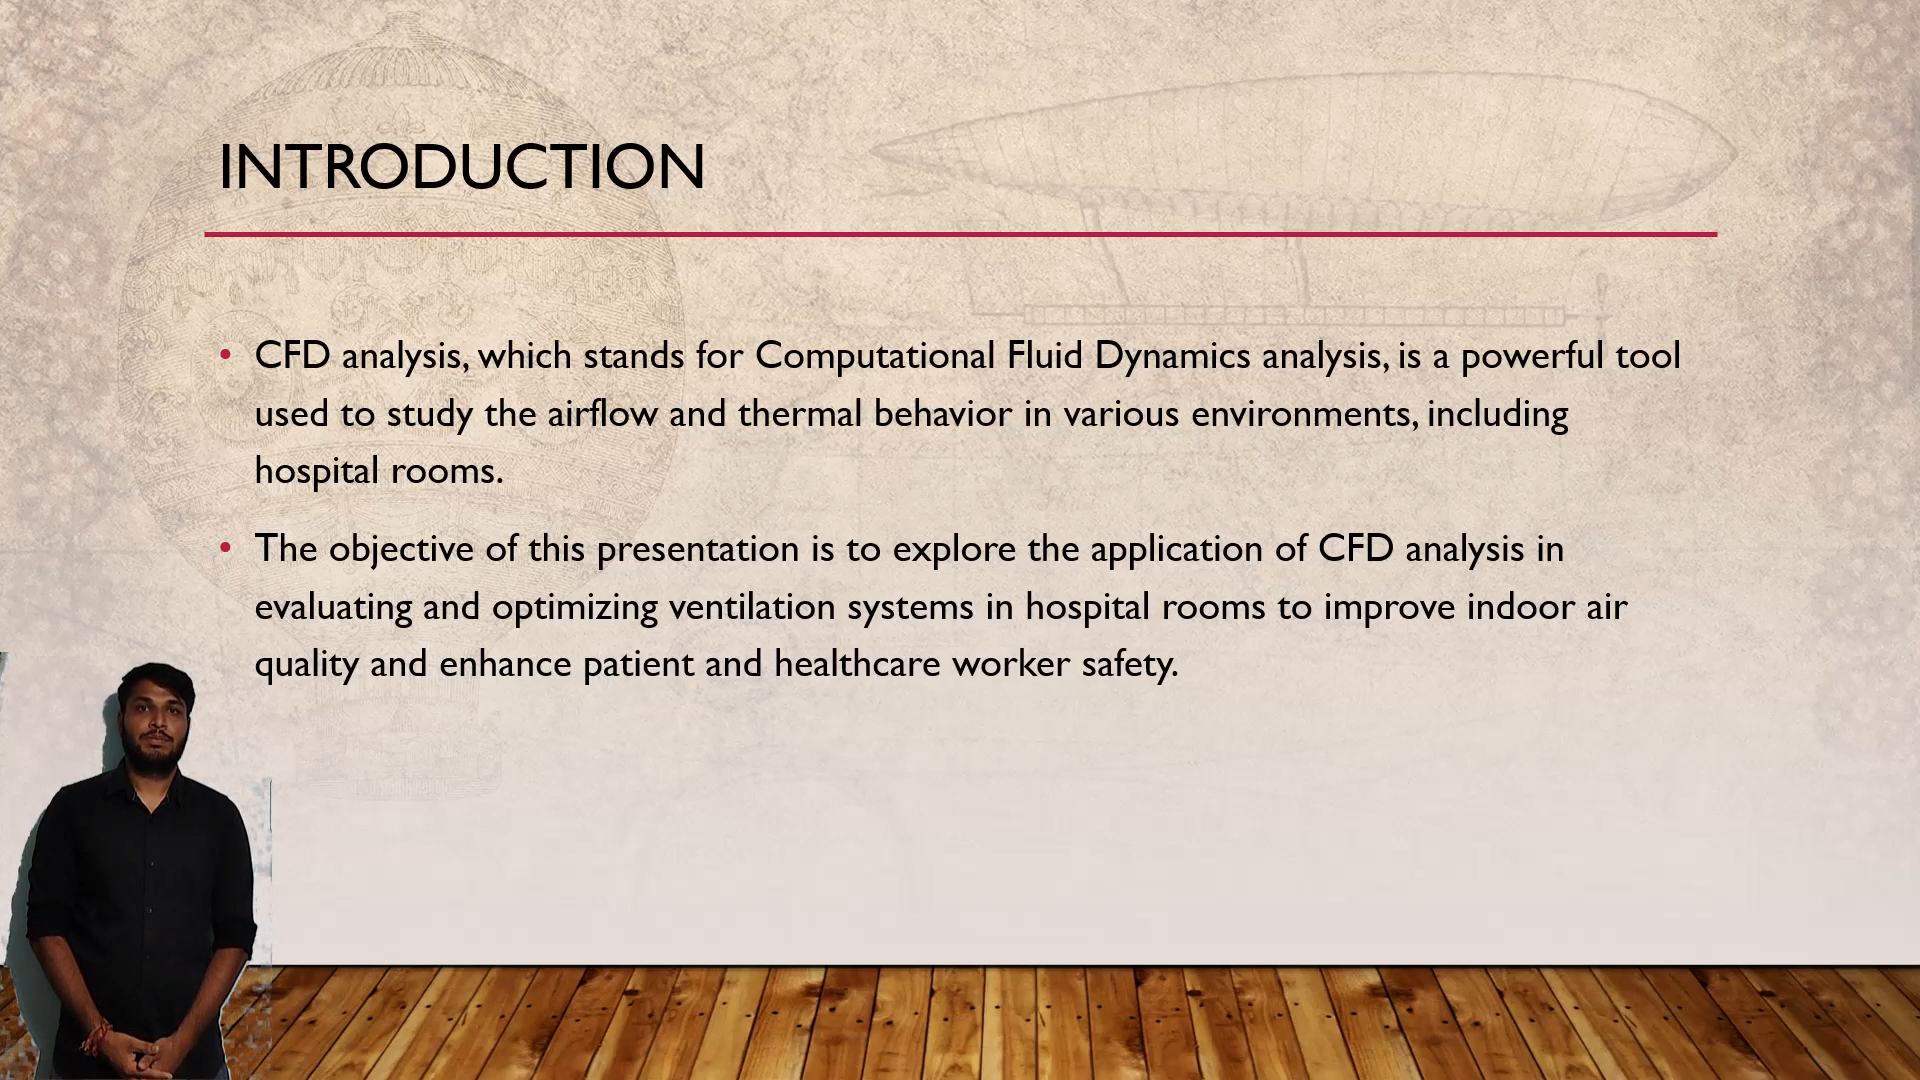 INTRODUCTION
• CFD analysis, which stands for Computational Fluid Dynamics analysis, is a powerful tool
used to study the airflow and thermal behavior in various environments, including
hospital rooms.
• The objective of this presentation is to explore the application of CFD analysis in
evaluating and optimizing ventilation systems in hospital rooms to improve indoor air
quality and enhance patient and healthcare worker safety.